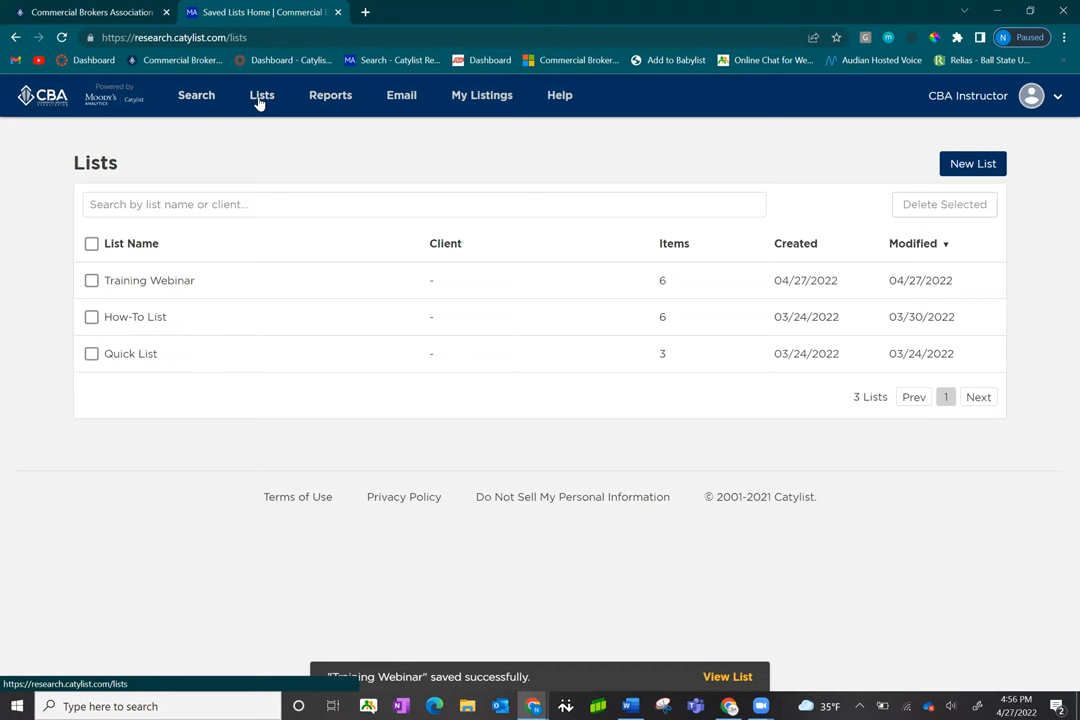 Commercial Brokers Association
Saved Lists Home | Commercial
https://research.catylist.com/lists
Paused
Dashboard
Commercial Broker...
Dashboard - Catylis...
Search - Catylist Re...
Dashboard
Commercial Broker...
Add to Babylist
Online Chat for We...
Audian Hosted Voice
Relias - Ball State U...
CBA
Powered by
Moody's
ANALYTICS
Catylist
Search
Lists
Reports
Email
My Listings
Help
CBA Instructor
Lists
New List
Search by list name or client...
Delete Selected
List Name Client Items Created Modified
Training Webinar - 6 04/27/2022 04/27/2022
How-To List - 6 03/24/2022 03/30/2022
Quick List - 3 03/24/2022 03/24/2022
3 Lists Prev 1 Next
Terms of Use Privacy Policy Do Not Sell My Personal Information © 2001-2021 Catylist.
"Training Webinar" saved successfully. View List
https://research.catylist.com/lists
Type here to search
35°F
4:56 PM
4/27/2022
2